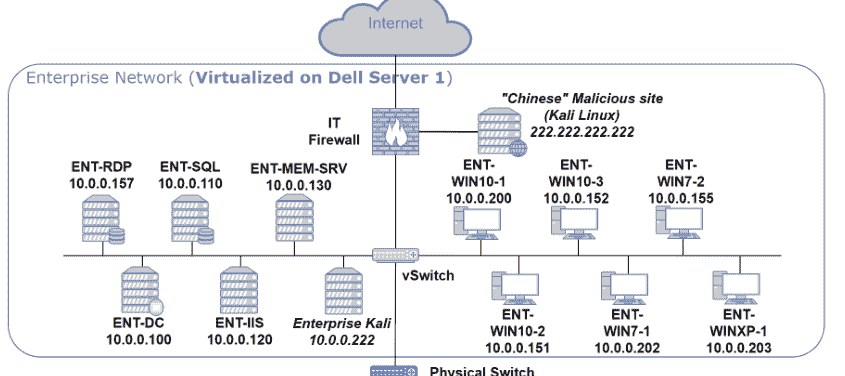 Internet
Enterprise Network (Virtualized on Dell Server 1)
"Chinese" Malicious site
(Kali Linux)
222.222.222.222
IT
Firewall
ENT-RDP
10.0.0.157
ENT-SQL
10.0.0.110
ENT-MEM-SRV
10.0.0.130
ENT-
WIN10-1
10.0.0.200
ENT-
WIN10-3
10.0.0.152
ENT-
WIN7-2
10.0.0.155
vSwitch
ENT-DC
10.0.0.100
ENT-IIS
10.0.0.120
Enterprise Kali
10.0.0.222
ENT-
WIN10-2
10.0.0.151
ENT-
WIN7-1
10.0.0.202
ENT-
WINXP-1
10.0.0.203
Physical Switch